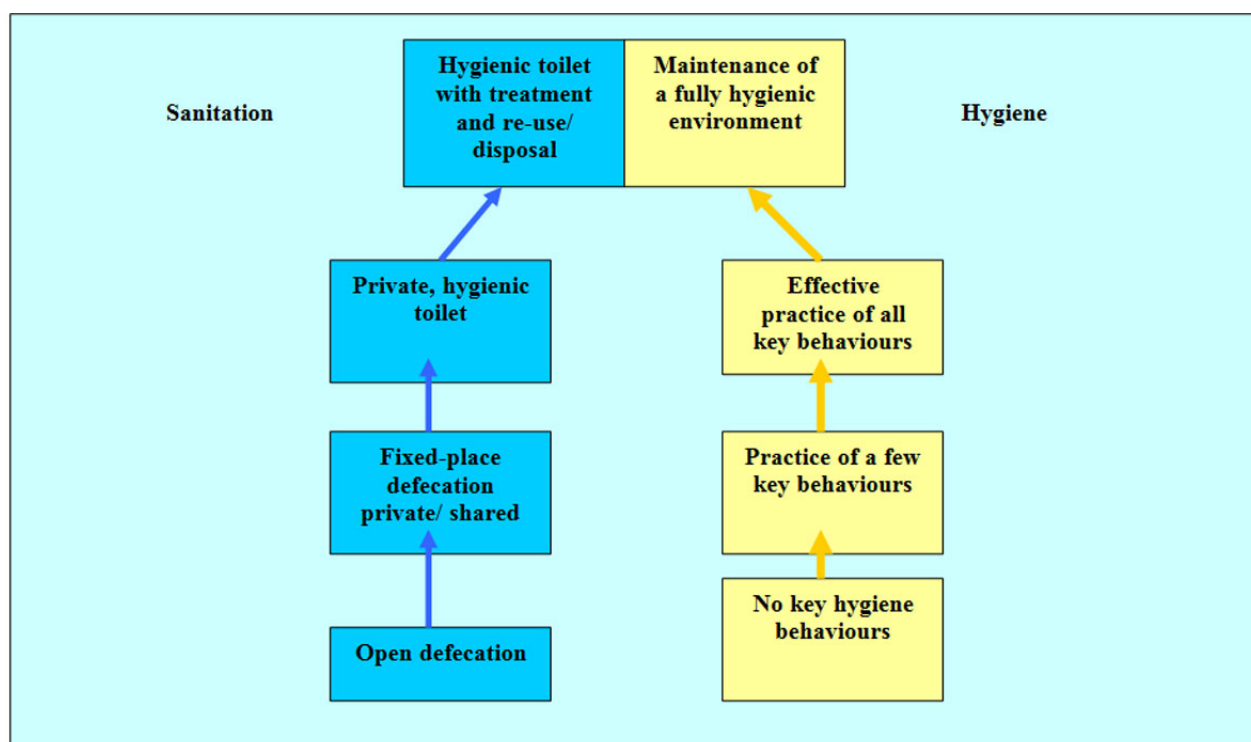 Sanitation
Hygienic toilet
with treatment
and re-use/
disposal
Maintenance of
a fully hygienic
environment
Hygiene
Private, hygienic
toilet
Effective
practice of all
key behaviours
Fixed-place
defecation
private/ shared
Practice of a few
key behaviours
Open defecation
No key hygiene
behaviours